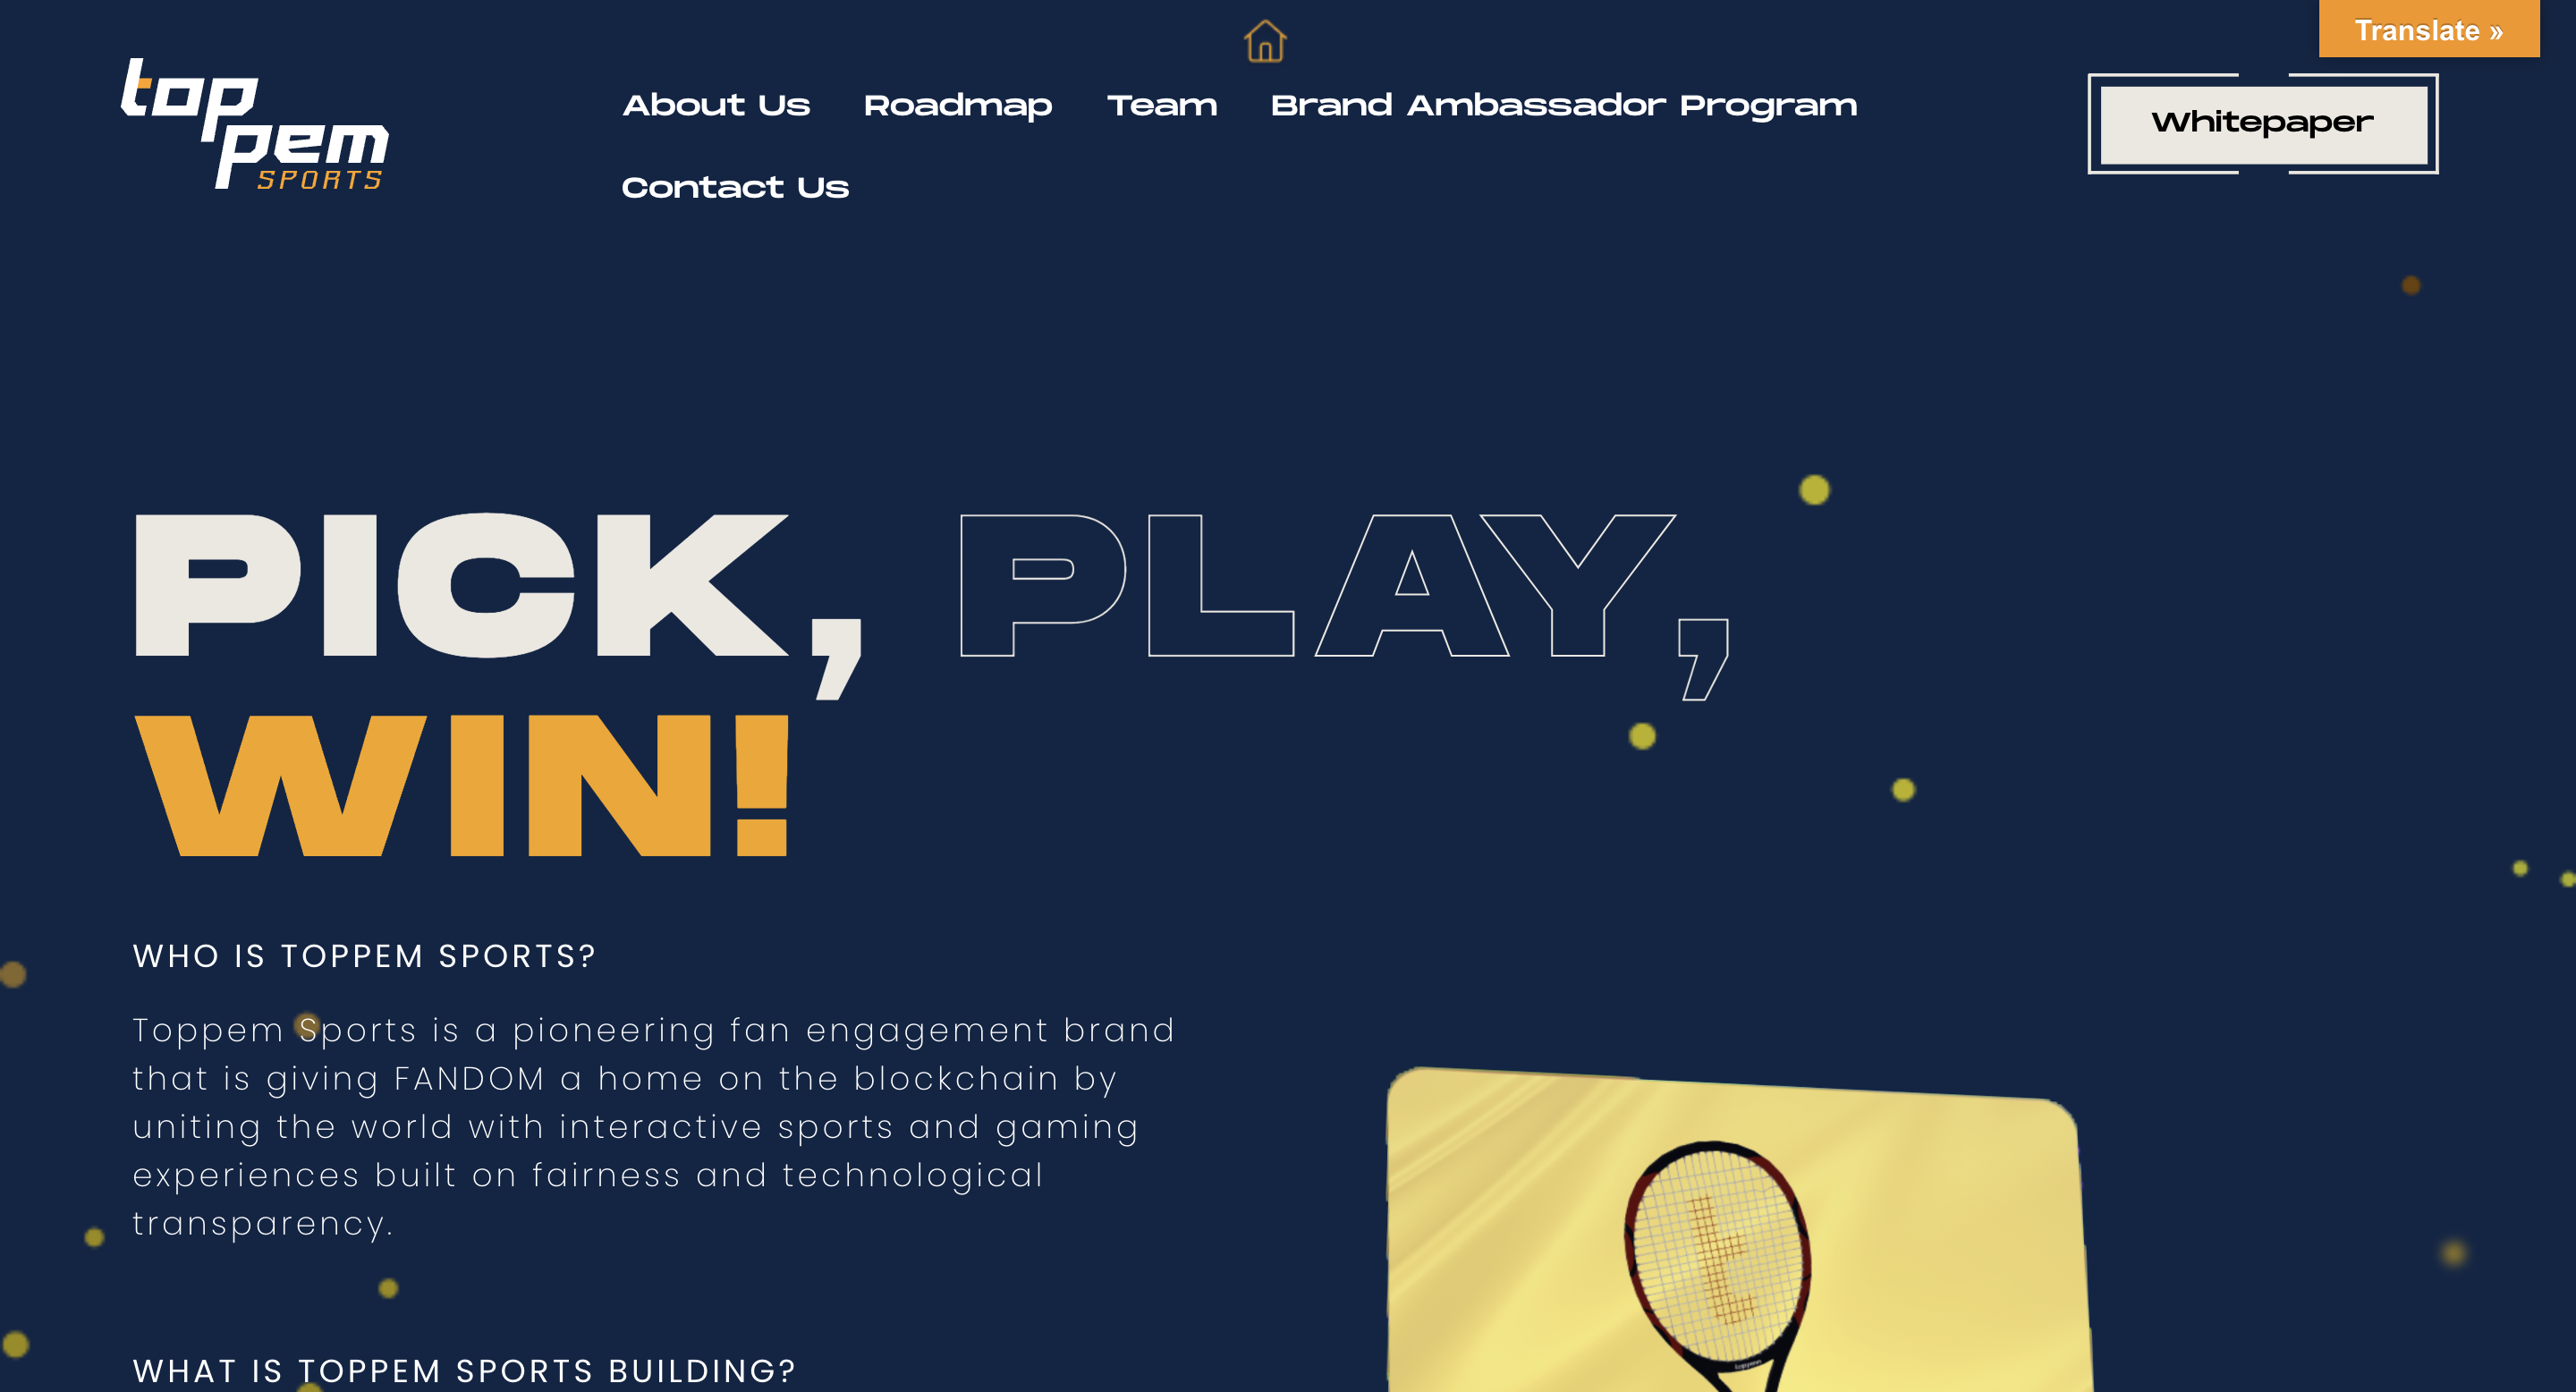 Translate »
top
pem
SPORTS
About Us Roadmap Team Brand Ambassador Program
Contact Us
Whitepaper
PICK, PLAY,
WIN!
WHO IS TOPPEM SPORTS?
Toppem Sports is a pioneering fan engagement brand
that is giving FANDOM a home on the blockchain by
uniting the world with interactive sports and gaming
experiences built on fairness and technological
transparency.
t
toppem
WHAT IS TOPPEM SPORTS BUILDING?